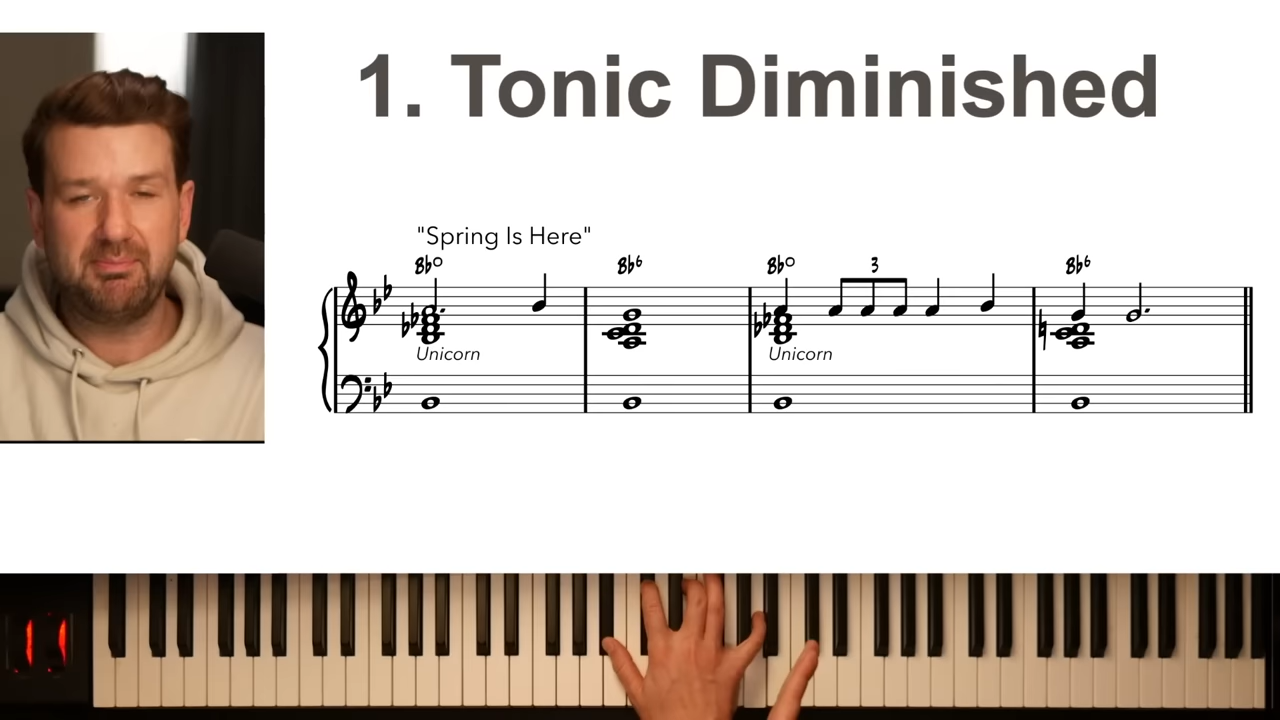 1. Tonic Diminished
"Spring Is Here"
Bb° Bb6 Bb° 3 Bb6
Unicorn Unicorn